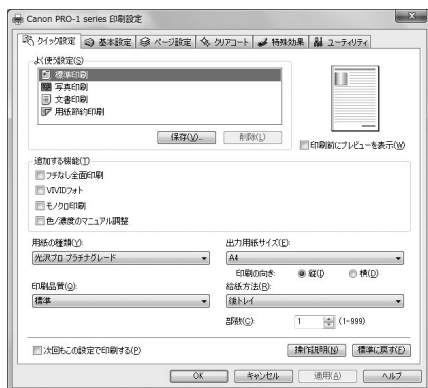 Canon PRO-1 series 印刷設定
クイック設定 基本設定 ページ設定 クリアコート 特殊効果 ユーティリティ
よく使う設定(S)
標準印刷
写真印刷
文書印刷
用紙節約印刷
保存(V)... 削除(L)
印刷前にプレビューを表示(W)
追加する機能(T)
フチなし全面印刷
VIVIDフォト
モノクロ印刷
色/濃度のマニュアル調整
用紙の種類(Y): 出力用紙サイズ(E):
光沢プロ プラチナグレード A4
印刷の向き: 縦(I) 横(D)
印刷品質(Q): 給紙方法(R):
標準 後トレイ
部数(C): 1 (1-999)
次回もこの設定で印刷する(P) 操作説明(N) 標準に戻す(F)
OK キャンセル 適用(A) ヘルプ